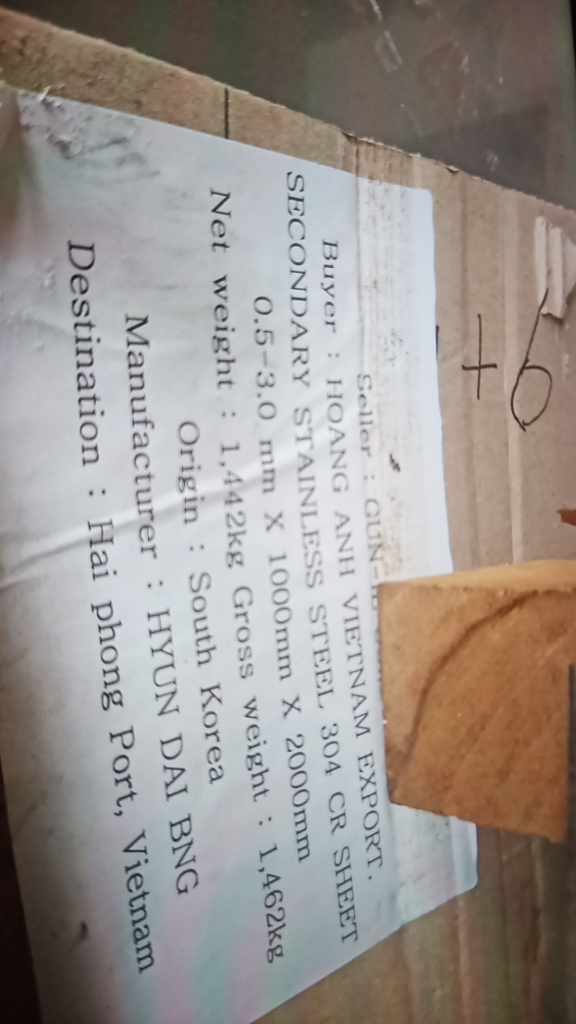 Seller : GUN-IL
Buyer : HOANG ANH VIETNAM EXPORT.
SECONDARY STAINLESS STEEL 304 CR SHEET
0.5-3.0 mm X 1000mm X 2000mm
Net weight : 1,442kg Gross weight : 1,462kg
Origin : South Korea
Manufacturer : HYUN DAI BNG
Destination : Hai phong Port, Vietnam